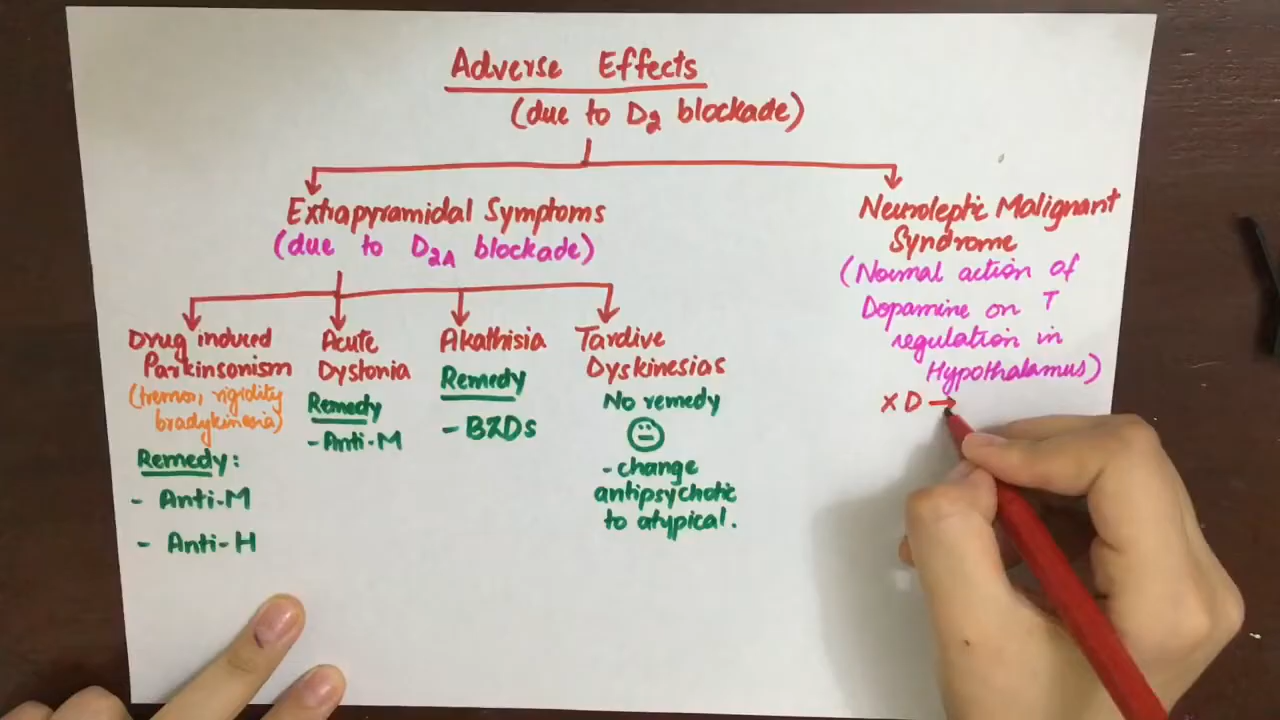 Adverse Effects
(due to D2 blockade)
Extrapyramidal Symptoms
(due to D2A blockade)
Drug induced
Parkinsonism
(tremor, rigidity
bradykinesia)
Remedy:
- Anti-M
- Anti-H
Acute
Dystonia
Remedy
- Anti-M
Akathisia
Remedy
- BZDs
Tardive
Dyskinesias
No remedy
- change
antipsychotic
to atypical.
Neuroleptic Malignant
Syndrome
(Normal action of
Dopamine on T
regulation in
Hypothalamus)
X D →